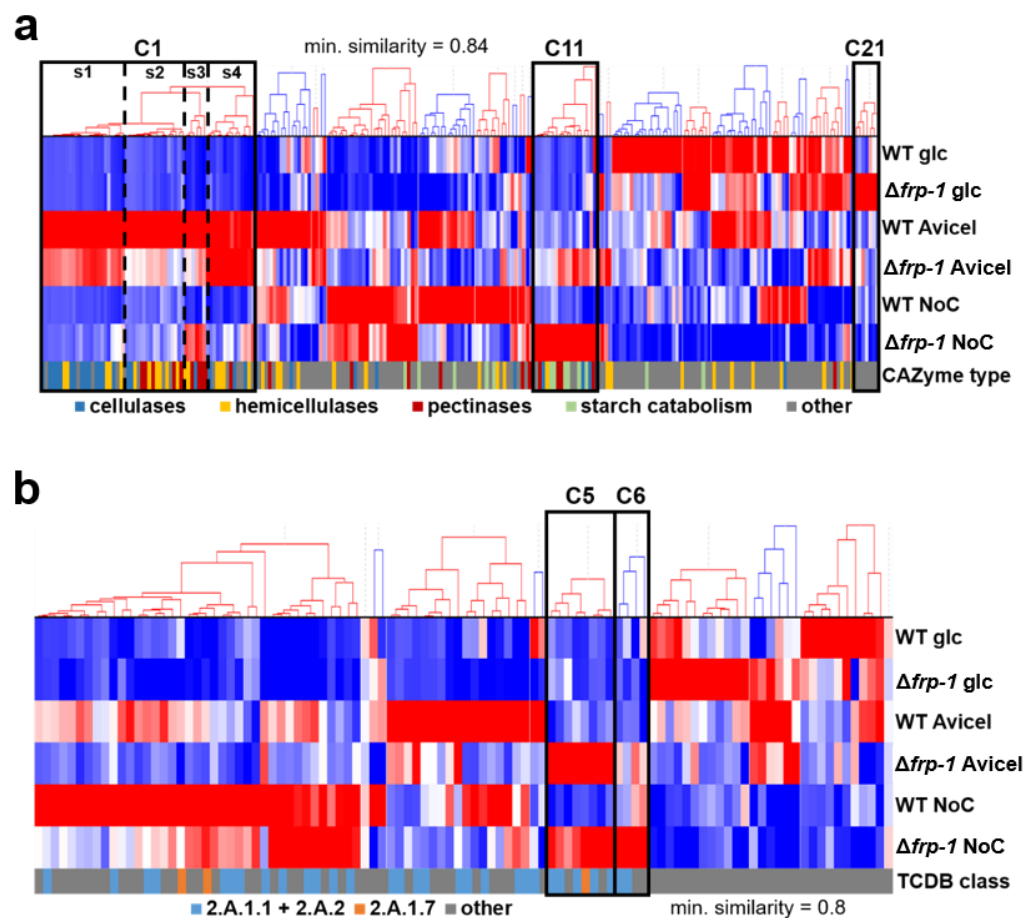 a
C1
min. similarity = 0.84
C11
C21
s1 s2 s3 s4
WT glc
Δfrp-1 glc
WT Avicel
Δfrp-1 Avicel
WT NoC
Δfrp-1 NoC
CAZyme type
cellulases hemicellulases pectinases starch catabolism other
b
C5 C6
WT glc
Δfrp-1 glc
WT Avicel
Δfrp-1 Avicel
WT NoC
Δfrp-1 NoC
TCDB class
2.A.1.1 + 2.A.2 2.A.1.7 other min. similarity = 0.8